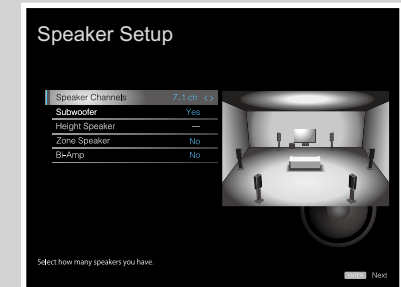 Speaker Setup
Speaker Channels 7.1 ch <>
Subwoofer Yes
Height Speaker —
Zone Speaker No
Bi-Amp No
Select how many speakers you have.
ENTER Next